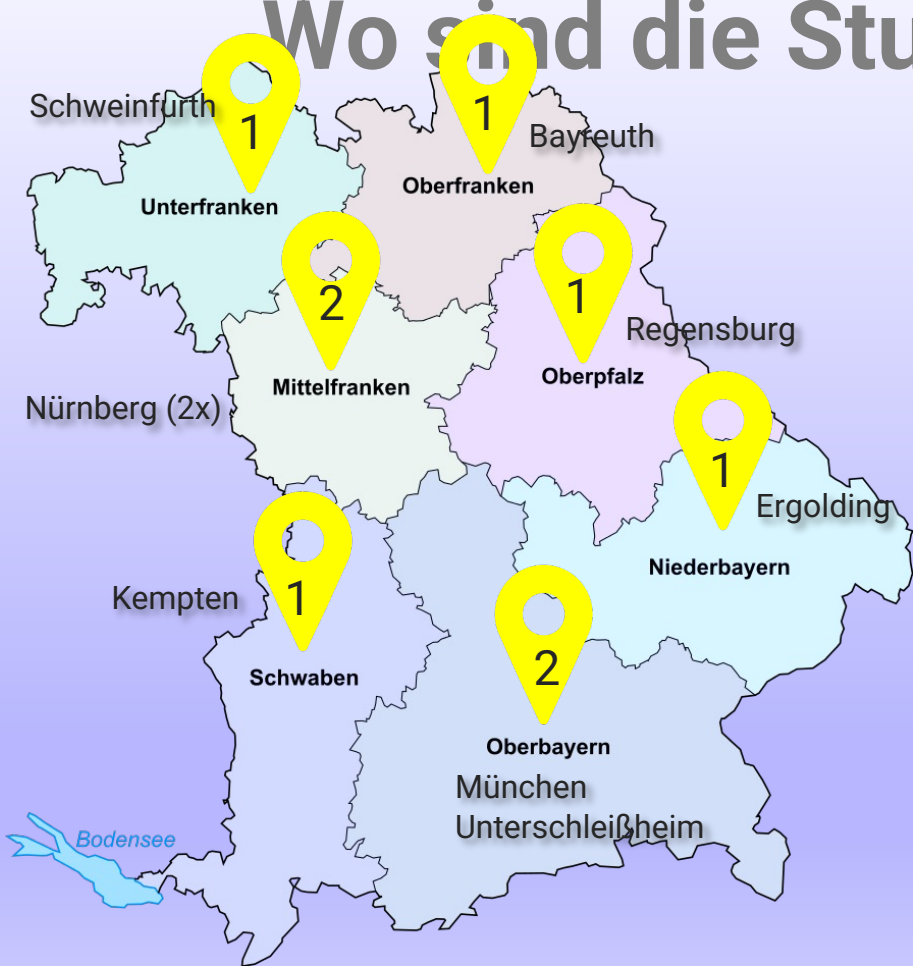 Wo sind die Stu
Schweinfurth
1
1
Bayreuth
Unterfranken
Oberfranken
2
1
Regensburg
Mittelfranken
Oberpfalz
Nürnberg (2x)
1
Ergolding
Niederbayern
Kempten
1
2
Schwaben
Oberbayern
München
Unterschleißheim
Bodensee